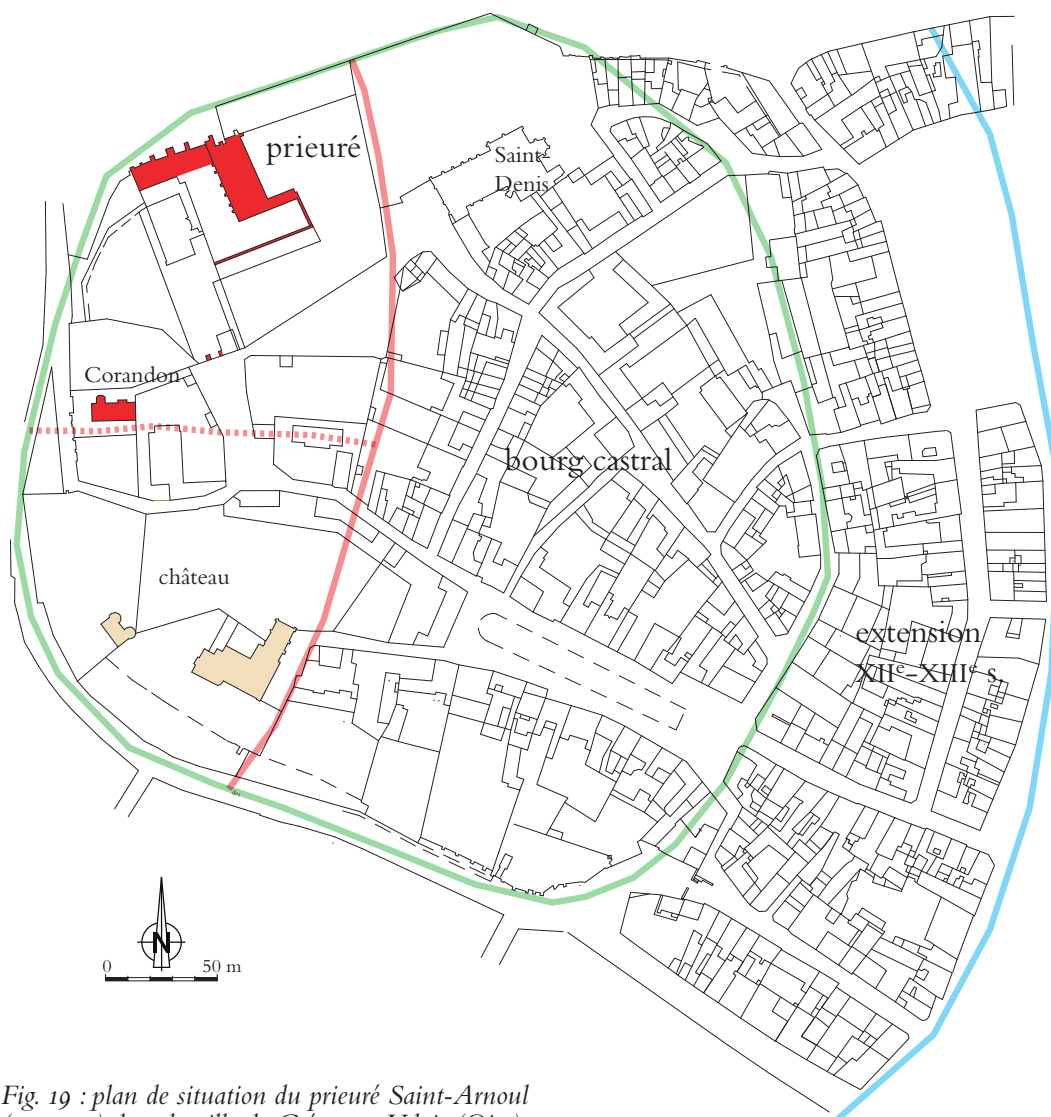 prieuré
Saint-
Denis
Corandon
bourg castral
château
extension
XIIe-XIIIe s.
N
0 50 m
Fig. 19 : plan de situation du prieuré Saint-Arnoul